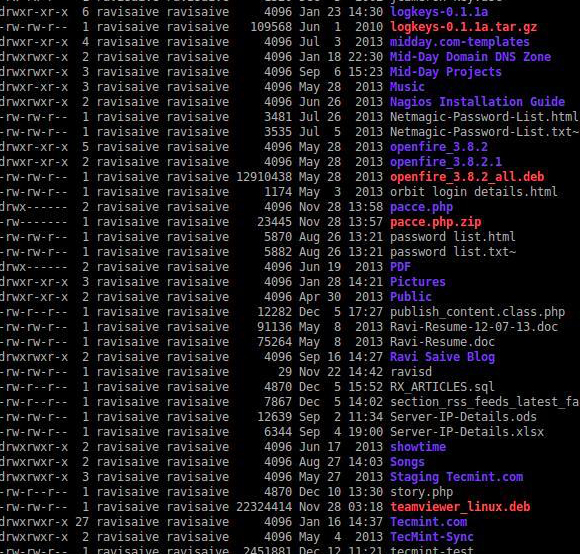 drwxr-xr-x 6 ravisaive ravisaive 4096 Jan 23 14:30 logkeys-0.1.1a
-rw-rw-r-- 1 ravisaive ravisaive 109568 Jun 1 2010 logkeys-0.1.1a.tar.gz
drwxr-xr-x 4 ravisaive ravisaive 4096 Jul 3 2013 midday.com-templates
drwxrwxr-x 2 ravisaive ravisaive 4096 Jan 18 22:30 Mid-Day Domain DNS Zone
drwxrwxr-x 3 ravisaive ravisaive 4096 Sep 6 15:23 Mid-Day Projects
drwxr-xr-x 3 ravisaive ravisaive 4096 May 28 2013 Music
drwxrwxr-x 2 ravisaive ravisaive 4096 Jun 26 2013 Nagios Installation Guide
-rw-rw-r-- 1 ravisaive ravisaive 3481 Jul 26 2013 Netmagic-Password-List.html
-rw-rw-r-- 1 ravisaive ravisaive 3535 Jul 5 2013 Netmagic-Password-List.txt~
drwxr-xr-x 5 ravisaive ravisaive 4096 May 28 2013 openfire_3.8.2
drwxrwxr-x 2 ravisaive ravisaive 4096 May 28 2013 openfire_3.8.2.1
-rw-rw-r-- 1 ravisaive ravisaive 12910438 May 28 2013 openfire_3.8.2_all.deb
-rw-rw-r-- 1 ravisaive ravisaive 1174 May 3 2013 orbit login details.html
drwx------ 2 ravisaive ravisaive 4096 Nov 28 13:58 pacce.php
-rw------- 1 ravisaive ravisaive 23445 Nov 28 13:57 pacce.php.zip
-rw-rw-r-- 1 ravisaive ravisaive 5870 Aug 26 13:21 password list.html
-rw-rw-r-- 1 ravisaive ravisaive 5882 Aug 26 13:21 password list.txt~
drwx------ 2 ravisaive ravisaive 4096 Jun 19 2013 PDF
drwxr-xr-x 3 ravisaive ravisaive 4096 Jan 28 14:21 Pictures
drwxr-xr-x 2 ravisaive ravisaive 4096 Apr 30 2013 Public
-rw-r--r-- 1 ravisaive ravisaive 12282 Dec 5 17:27 publish_content.class.php
-rw-rw-r-- 1 ravisaive ravisaive 91136 May 8 2013 Ravi-Resume-12-07-13.doc
-rw-rw-r-- 1 ravisaive ravisaive 75264 May 8 2013 Ravi-Resume.doc
drwxrwxr-x 2 ravisaive ravisaive 4096 Sep 16 14:27 Ravi Saive Blog
-rw-r--r-- 1 ravisaive ravisaive 29 Nov 22 14:42 ravisd
-rw-r--r-- 1 ravisaive ravisaive 4870 Dec 5 15:52 RX_ARTICLES.sql
-rw-r--r-- 1 ravisaive ravisaive 7867 Dec 5 14:02 section_rss_feeds_latest_fa
-rw-rw-r-- 1 ravisaive ravisaive 12639 Sep 2 11:34 Server-IP-Details.ods
-rw-rw-r-- 1 ravisaive ravisaive 6344 Sep 4 19:00 Server-IP-Details.xlsx
drwxrwxr-x 2 ravisaive ravisaive 4096 Jun 17 2013 showtime
drwxrwxr-x 2 ravisaive ravisaive 4096 Aug 27 14:03 Songs
drwxrwxr-x 3 ravisaive ravisaive 4096 May 27 2013 Staging Tecmint.com
-rw-r--r-- 1 ravisaive ravisaive 4870 Dec 10 13:30 story.php
-rw-rw-r-- 1 ravisaive ravisaive 22324414 Nov 28 03:18 teamviewer_linux.deb
drwxrwxr-x 27 ravisaive ravisaive 4096 Jan 16 14:37 Tecmint.com
drwxrwxr-x 2 ravisaive ravisaive 4096 May 4 2013 TecMint-Sync
-rw-rw-r-- 1 ravisaive ravisaive 2451881 Dec 12 11:21 tecmint-test